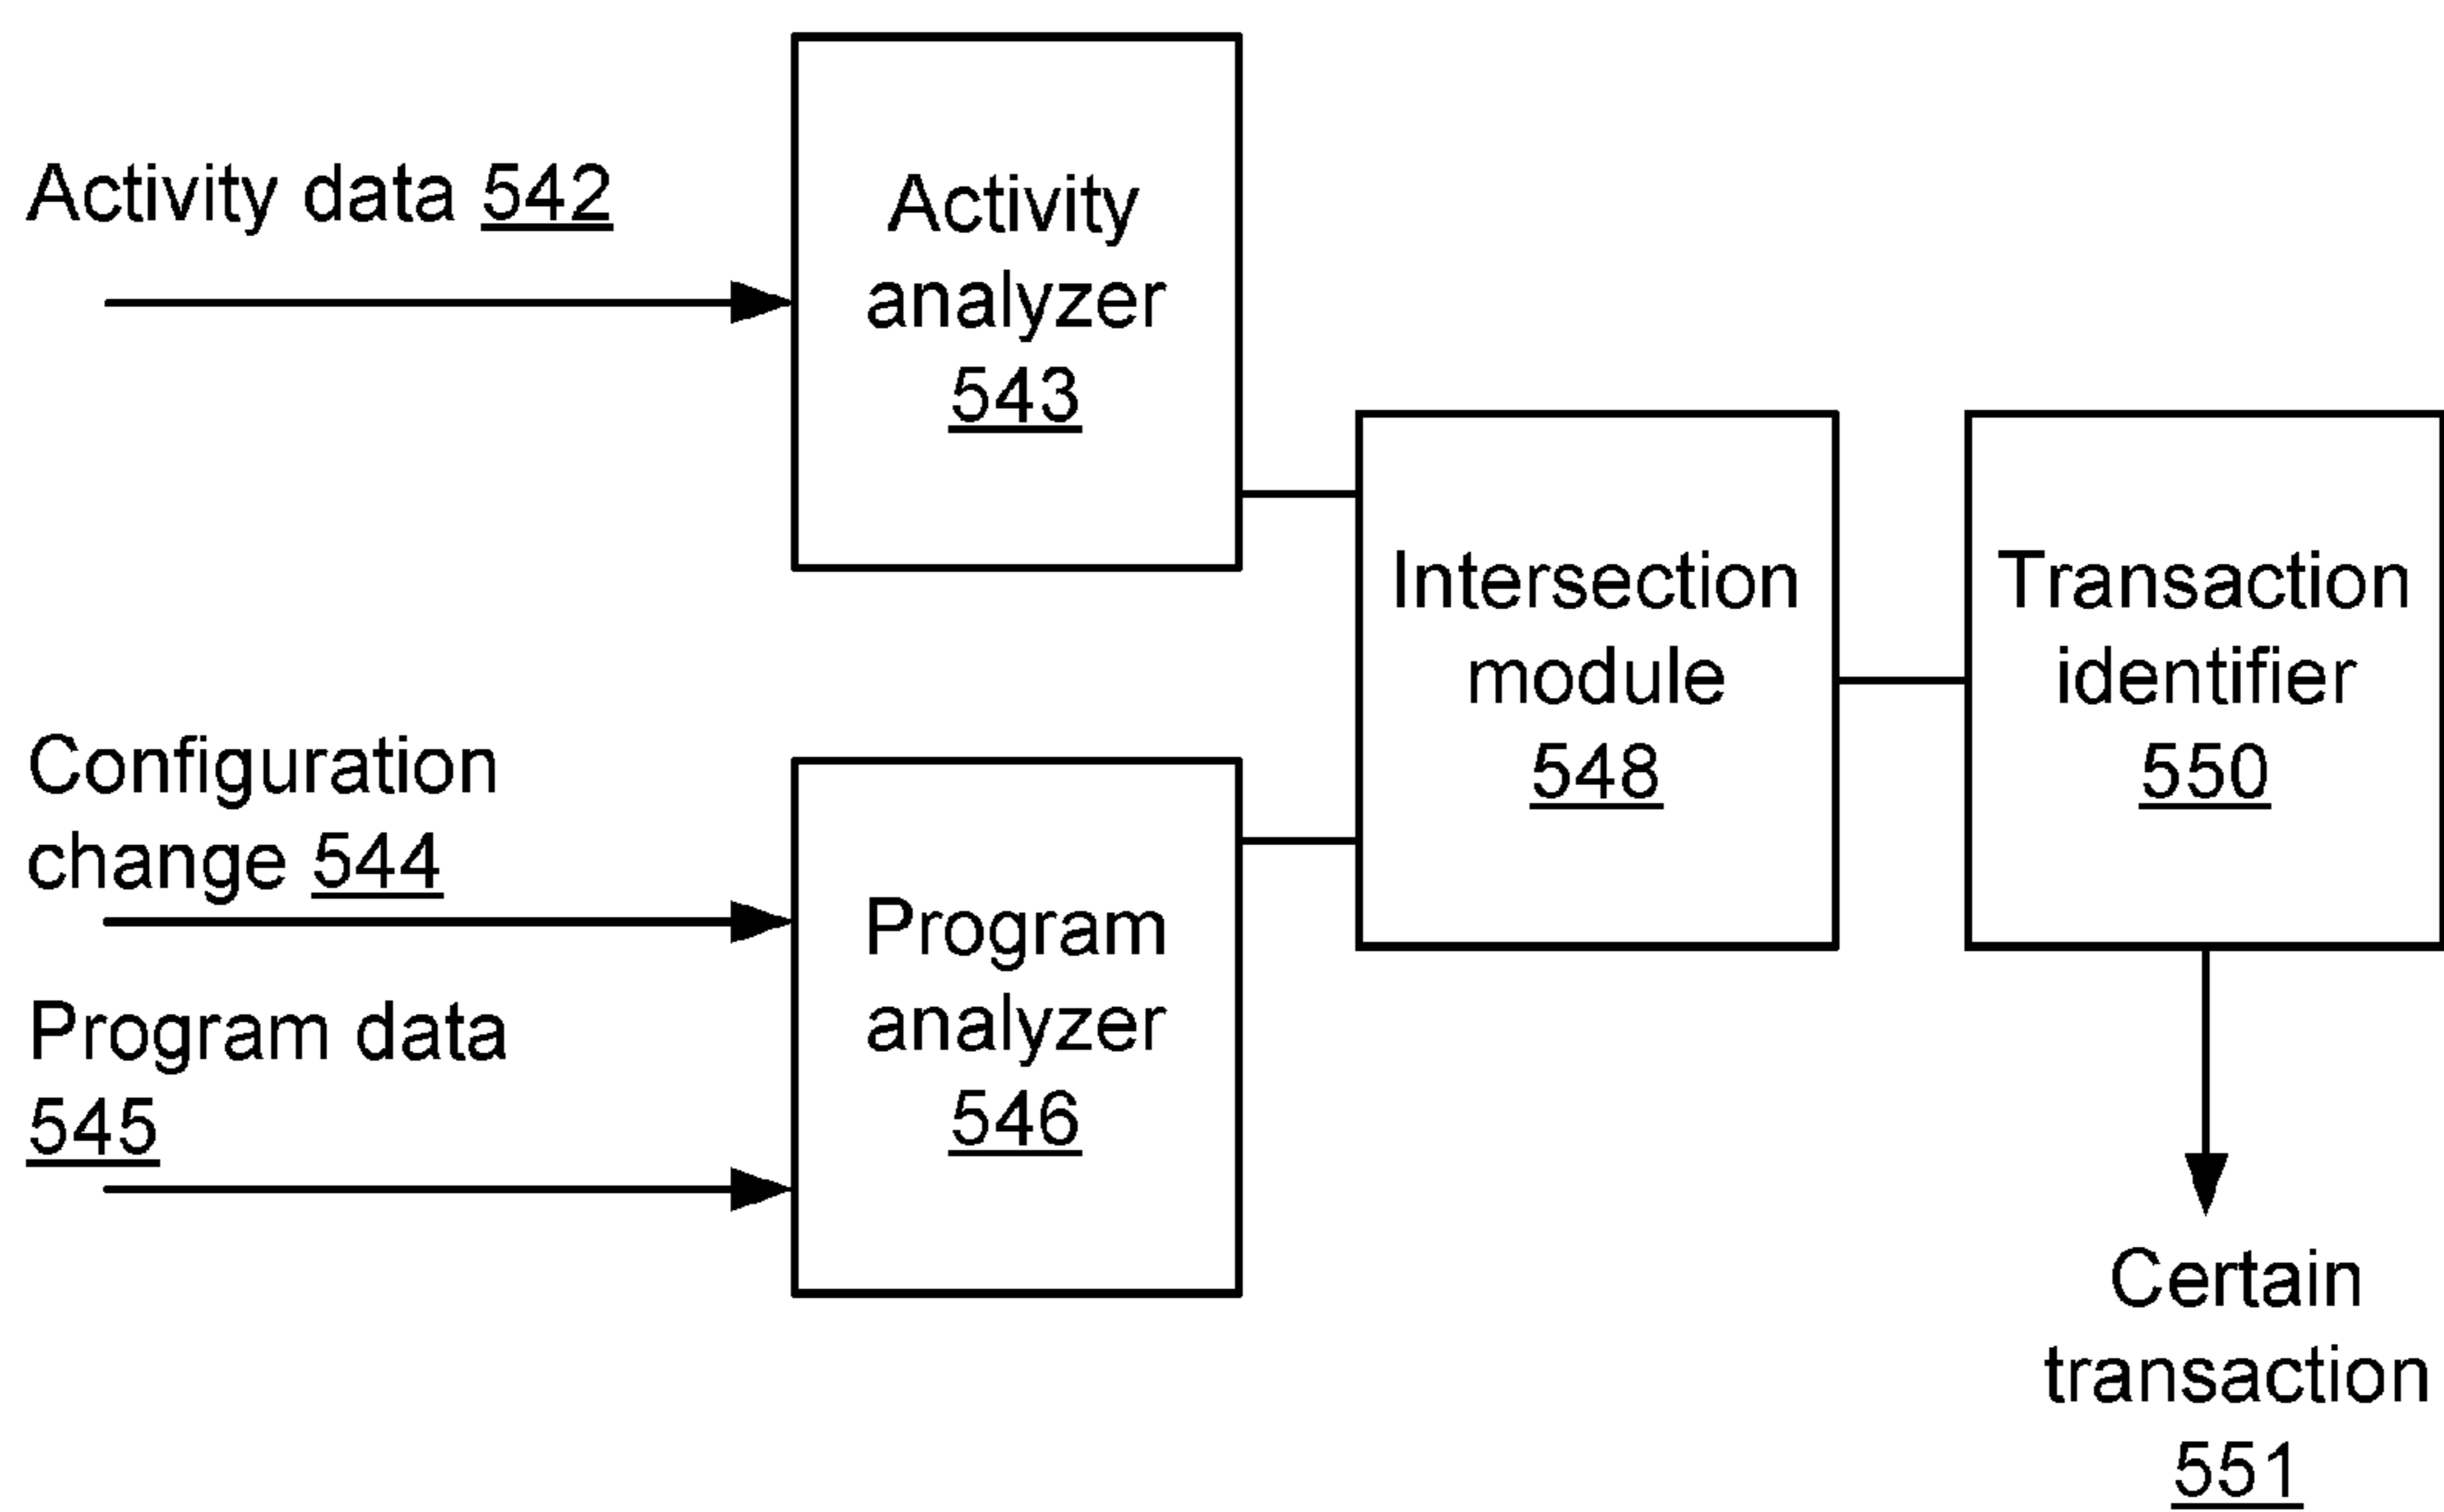 Activity data 542
Activity
analyzer
543
Configuration
change 544
Program data
545
Program
analyzer
546
Intersection
module
548
Transaction
identifier
550
Certain
transaction
551